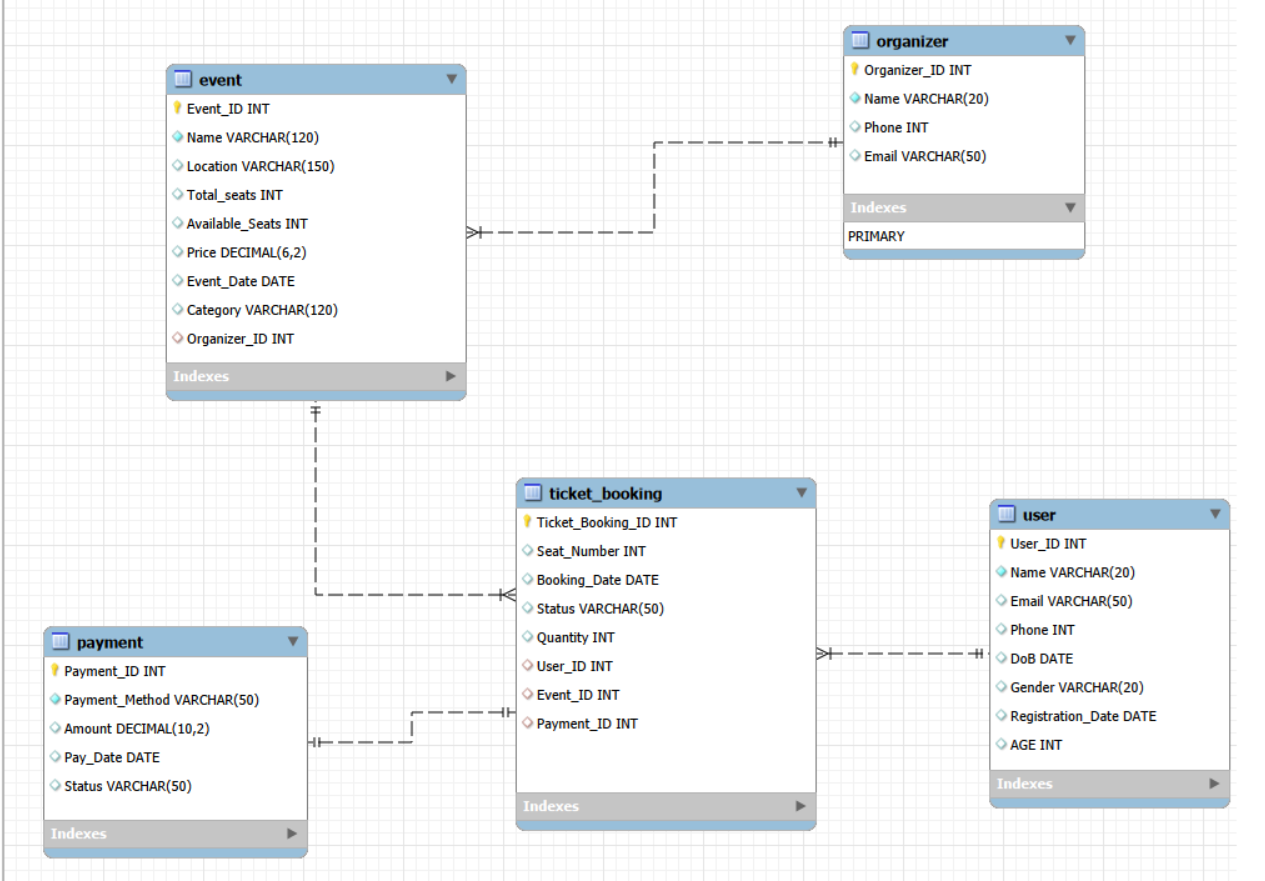 event
Event_ID INT
Name VARCHAR(120)
Location VARCHAR(150)
Total_seats INT
Available_Seats INT
Price DECIMAL(6,2)
Event_Date DATE
Category VARCHAR(120)
Organizer_ID INT
Indexes
organizer
Organizer_ID INT
Name VARCHAR(20)
Phone INT
Email VARCHAR(50)
Indexes
PRIMARY
ticket_booking
Ticket_Booking_ID INT
Seat_Number INT
Booking_Date DATE
Status VARCHAR(50)
Quantity INT
User_ID INT
Event_ID INT
Payment_ID INT
Indexes
user
User_ID INT
Name VARCHAR(20)
Email VARCHAR(50)
Phone INT
DoB DATE
Gender VARCHAR(20)
Registration_Date DATE
AGE INT
Indexes
payment
Payment_ID INT
Payment_Method VARCHAR(50)
Amount DECIMAL(10,2)
Pay_Date DATE
Status VARCHAR(50)
Indexes